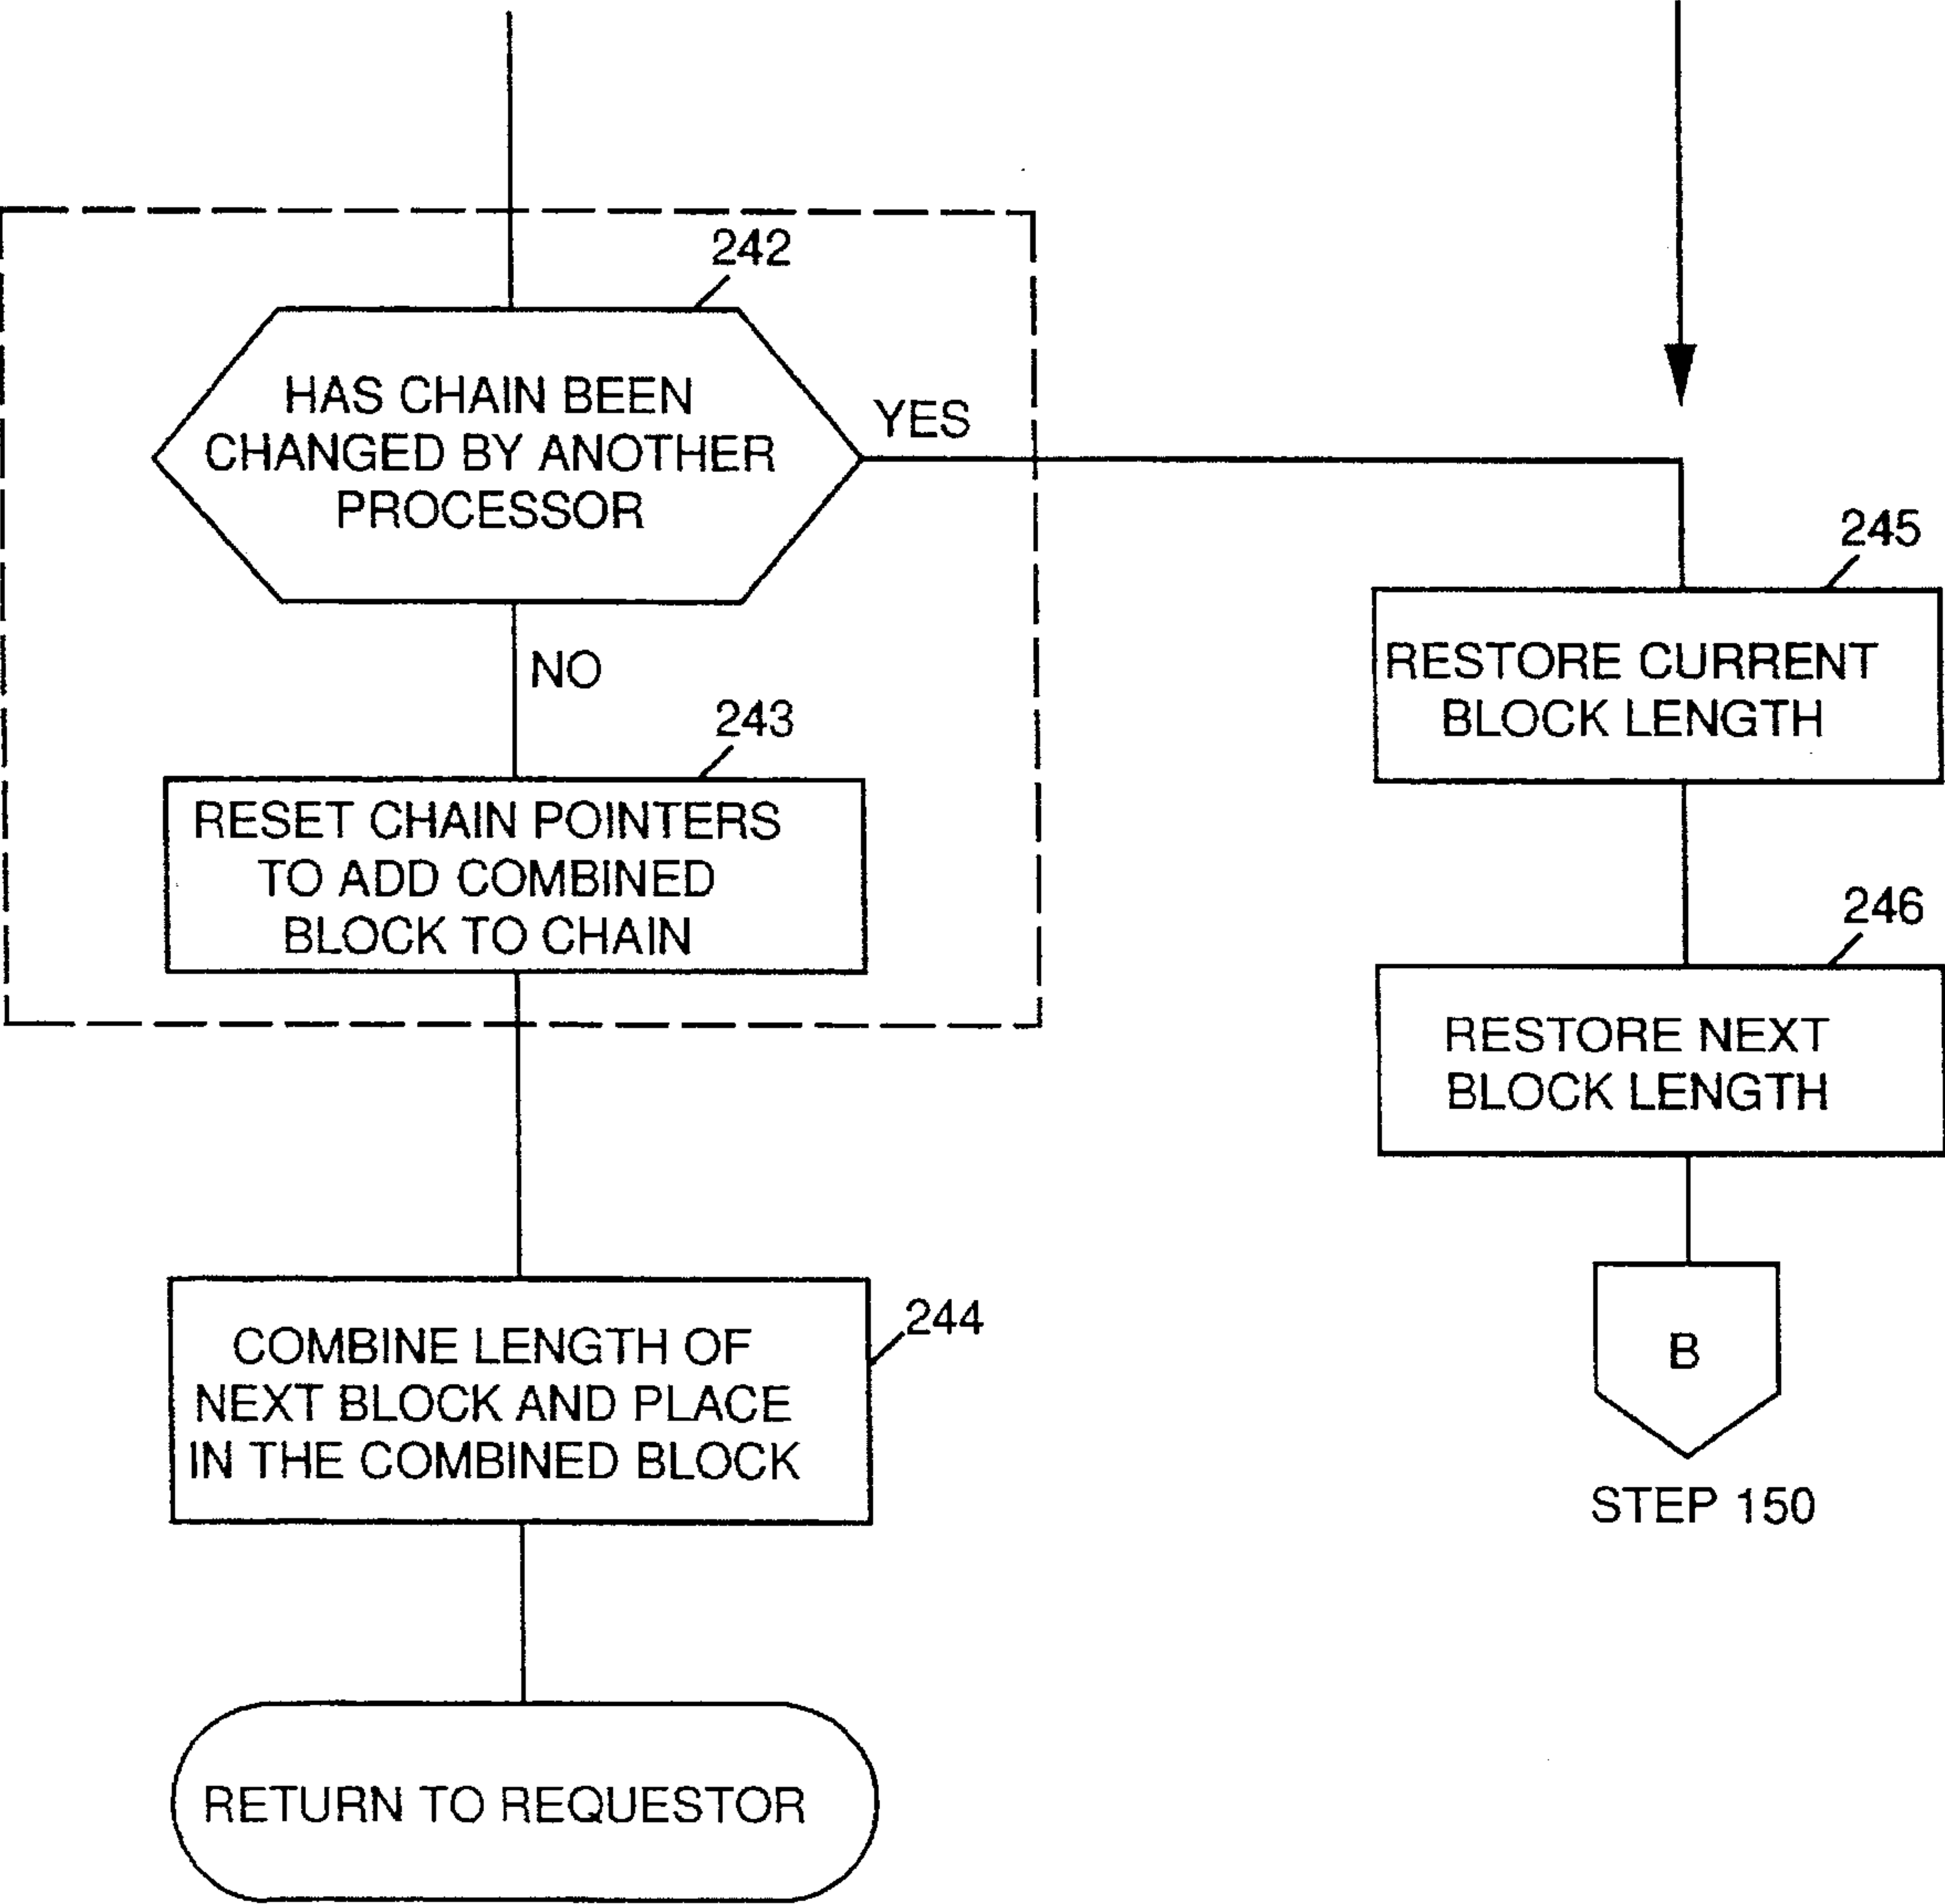 242
HAS CHAIN BEEN
CHANGED BY ANOTHER
PROCESSOR
YES
NO
243
RESET CHAIN POINTERS
TO ADD COMBINED
BLOCK TO CHAIN
244
COMBINE LENGTH OF
NEXT BLOCK AND PLACE
IN THE COMBINED BLOCK
RETURN TO REQUESTOR
245
RESTORE CURRENT
BLOCK LENGTH
246
RESTORE NEXT
BLOCK LENGTH
B
STEP 150